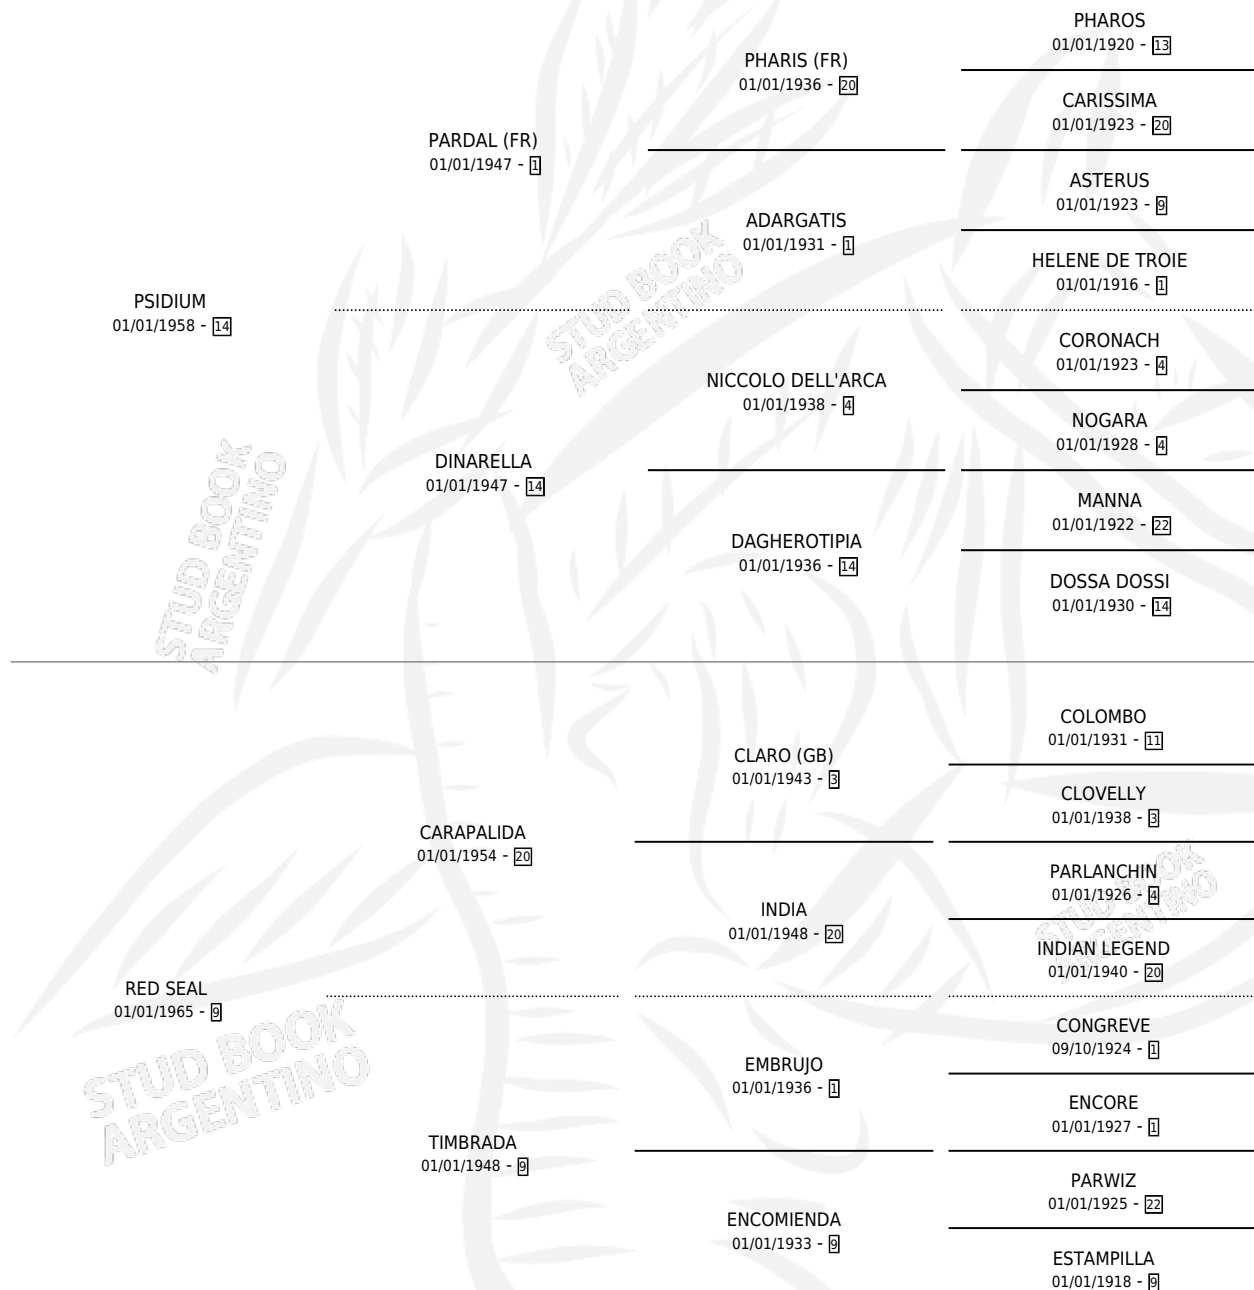 PHAROS
01/01/1920 - 13
PHARIS (FR)
01/01/1936 - 20
CARISSIMA
01/01/1923 - 20
PARDAL (FR)
01/01/1947 - 1
ASTERUS
01/01/1923 - 9
ADARGATIS
01/01/1931 - 1
HELENE DE TROIE
01/01/1916 - 1
PSIDIUM
01/01/1958 - 14
CORONACH
01/01/1923 - 4
NICCOLO DELL'ARCA
01/01/1938 - 4
NOGARA
01/01/1928 - 4
DINARELLA
01/01/1947 - 14
MANNA
01/01/1922 - 22
DAGHEROTIPIA
01/01/1936 - 14
DOSSA DOSSI
01/01/1930 - 14
COLOMBO
01/01/1931 - 11
CLARO (GB)
01/01/1943 - 3
CLOVELLY
01/01/1938 - 3
CARAPALIDA
01/01/1954 - 20
PARLANCHIN
01/01/1926 - 4
INDIA
01/01/1948 - 20
INDIAN LEGEND
01/01/1940 - 20
RED SEAL
01/01/1965 - 9
CONGREVE
09/10/1924 - 1
EMBRUJO
01/01/1936 - 1
ENCORE
01/01/1927 - 1
TIMBRADA
01/01/1948 - 9
PARWIZ
01/01/1925 - 22
ENCOMIENDA
01/01/1933 - 9
ESTAMPILLA
01/01/1918 - 9
STUD BOOK
ARGENTINO
STUD BOOK
ARGENTINO
STUD BOOK
ARGENTINO
STUD BOOK
ARGENTINO